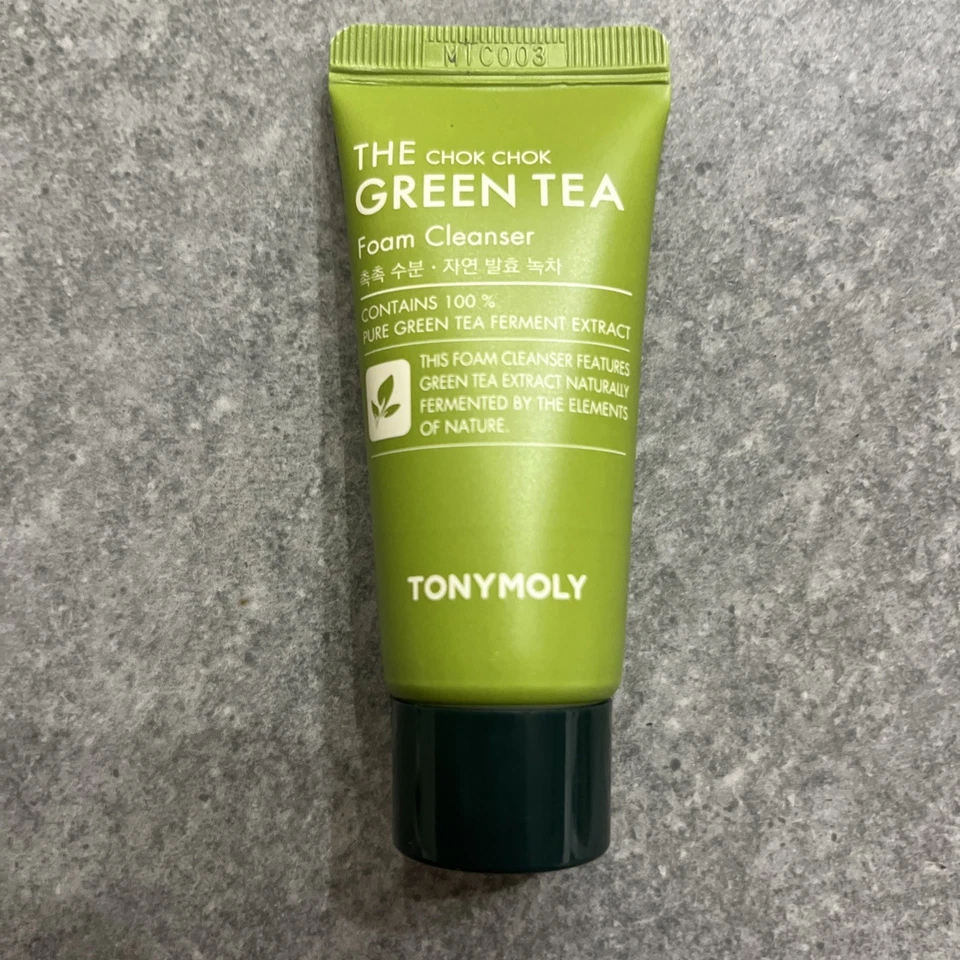 MTC003
THE CHOK CHOK
GREEN TEA
Foam Cleanser
촉촉 수분 · 자연 발효 녹차
CONTAINS 100 %
PURE GREEN TEA FERMENT EXTRACT
THIS FOAM CLEANSER FEATURES
GREEN TEA EXTRACT NATURALLY
FERMENTED BY THE ELEMENTS
OF NATURE.
TONYMOLY